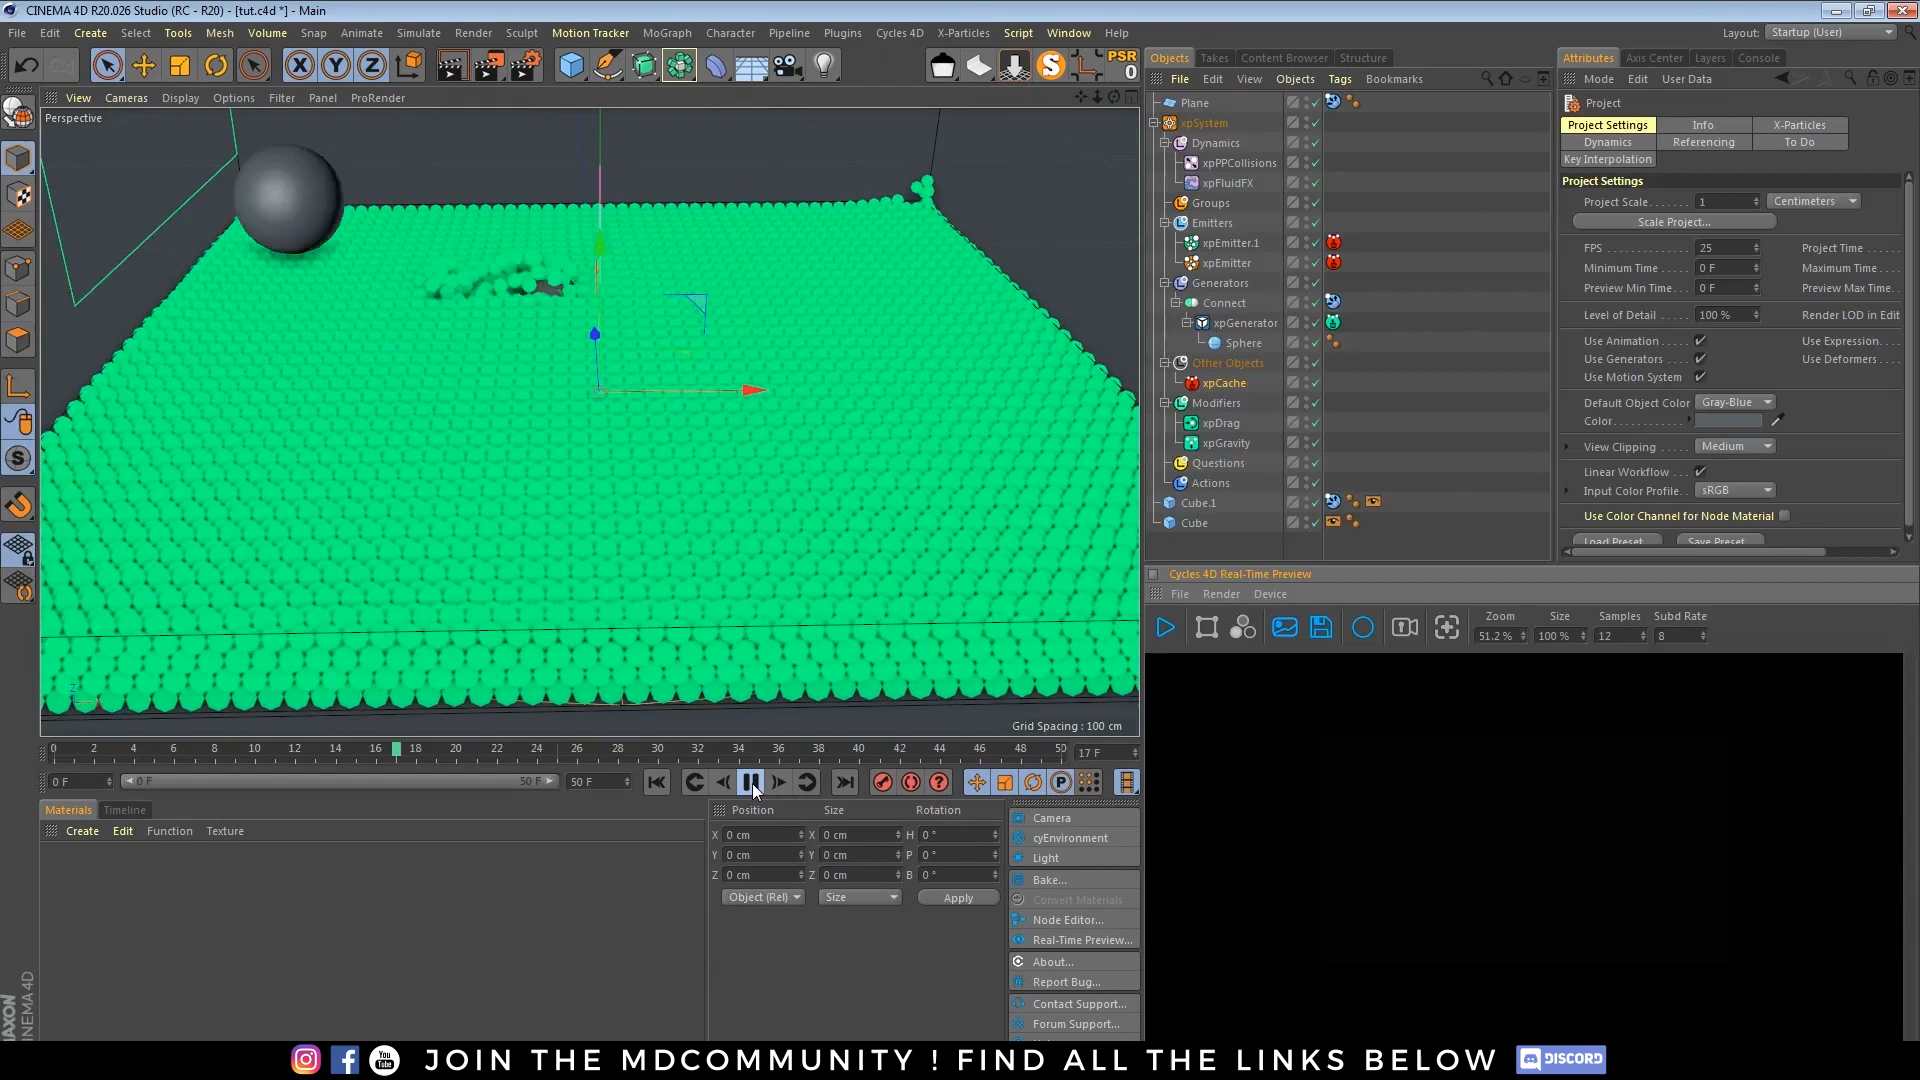 CINEMA 4D R20.026 Studio (RC - R20) - [tut.c4d *] - Main
File Edit Create Select Tools Mesh Volume Snap Animate Simulate Render Sculpt Motion Tracker MoGraph Character Pipeline Plugins Cycles 4D X-Particles Script Window Help Layout: Startup (User)
X Y Z S PSR 0
View Cameras Display Options Filter Panel ProRender
Perspective
Grid Spacing : 100 cm
0 2 4 6 8 10 12 14 16 18 20 22 24 26 28 30 32 34 36 38 40 42 44 46 48 50 17 F
0 F 0 F 50 F 50 F
Materials Timeline
Create Edit Function Texture
Position Size Rotation
X 0 cm X 0 cm H 0 °
Y 0 cm Y 0 cm P 0 °
Z 0 cm Z 0 cm B 0 °
Object (Rel) Size Apply
Camera
cyEnvironment
Light
Bake...
Convert Materials
Node Editor...
Real-Time Preview...
About...
Report Bug...
Contact Support...
Forum Support...
Objects Takes Content Browser Structure
File Edit View Objects Tags Bookmarks
Plane
xpSystem
Dynamics
xpPPCollisions
xpFluidFX
Groups
Emitters
xpEmitter.1
xpEmitter
Generators
Connect
xpGenerator
Sphere
Other Objects
xpCache
Modifiers
xpDrag
xpGravity
Questions
Actions
Cube.1
Cube
Attributes Axis Center Layers Console
Mode Edit User Data
Project
Project Settings Info X-Particles
Dynamics Referencing To Do
Key Interpolation
Project Settings
Project Scale....... 1 Centimeters
Scale Project...
FPS 25 Project Time
Minimum Time 0 F Maximum Time
Preview Min Time 0 F Preview Max Time
Level of Detail 100 % Render LOD in Edit
Use Animation Use Expression
Use Generators Use Deformers
Use Motion System
Default Object Color Gray-Blue
Color
View Clipping Medium
Linear Workflow
Input Color Profile sRGB
Use Color Channel for Node Material
Load Preset... Save Preset...
Cycles 4D Real-Time Preview
File Render Device
Zoom Size Samples Subd Rate
51.2 % 100 % 12 8
MAXON CINEMA 4D
JOIN THE MDCOMMUNITY ! FIND ALL THE LINKS BELOW DISCORD